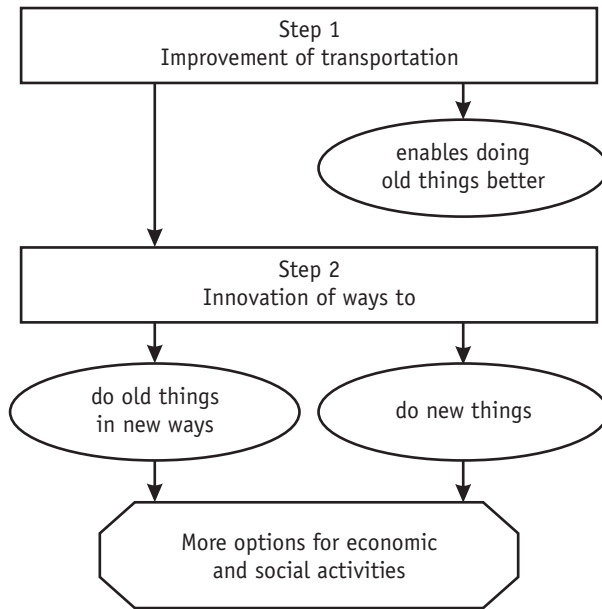 Step 1
Improvement of transportation
enables doing
old things better
Step 2
Innovation of ways to
do old things
in new ways
do new things
More options for economic
and social activities